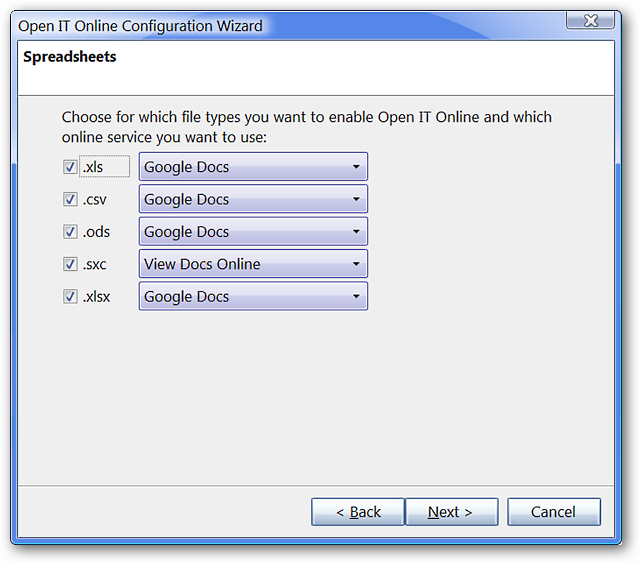 Open IT Online Configuration Wizard
Spreadsheets
Choose for which file types you want to enable Open IT Online and which
online service you want to use:
.xls Google Docs
.csv Google Docs
.ods Google Docs
.sxc View Docs Online
.xlsx Google Docs
< Back Next > Cancel